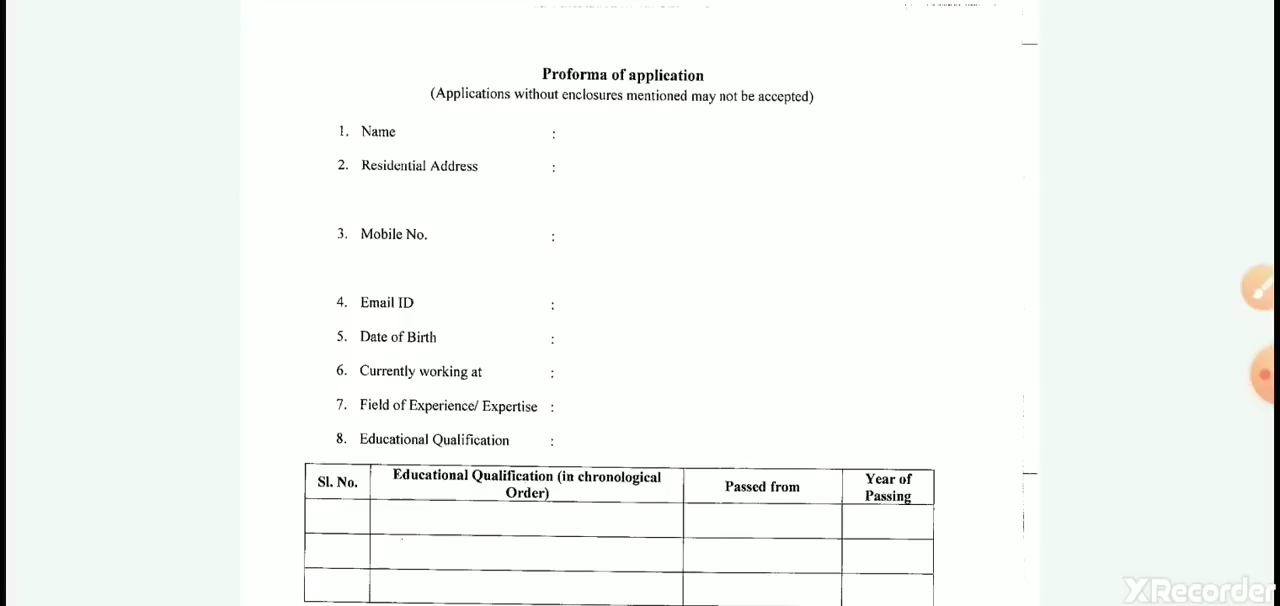 Proforma of application
(Applications without enclosures mentioned may not be accepted)
1. Name :
2. Residential Address :
3. Mobile No. :
4. Email ID :
5. Date of Birth :
6. Currently working at :
7. Field of Experience/ Expertise :
8. Educational Qualification :
Sl. No. Educational Qualification (in chronological Order) Passed from Year of Passing
XRecorder